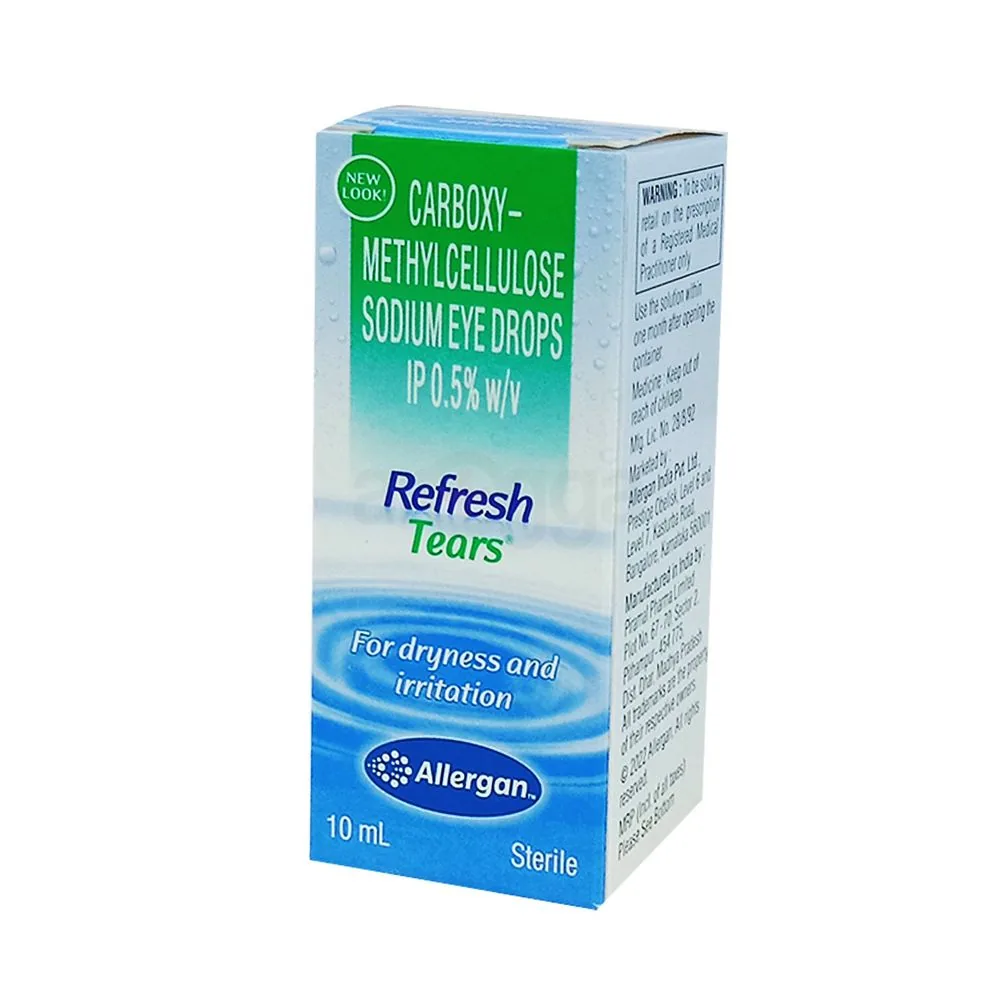 NEW
LOOK!
CARBOXY-
METHYLCELLULOSE
SODIUM EYE DROPS
IP 0.5% w/v
Refresh
Tears®
For dryness and
irritation
Allergan™
10 mL
Sterile
WARNING : To be sold by
retail on the prescription
of a Registered Medical
Practitioner only
Use the solution within
one month after opening the
container
Medicine : Keep out of
reach of children
Mfg. Lic. No. 28/8/92
Marketed by :
Allergan India Pvt. Ltd.,
Prestige Obelisk, Level 6 and
Level 7, Kasturba Road,
Bangalore, Karnataka 560001
Manufactured in India by :
Piramal Pharma Limited
Plot No. 67 - 70, Sector 2,
Pithampur - 454 775,
Dist. Dhar, Madhya Pradesh
All trademarks are the property
of their respective owners
© 2022 Allergan. All rights
reserved.
MRP (Incl. of all taxes)
Please See Bottom